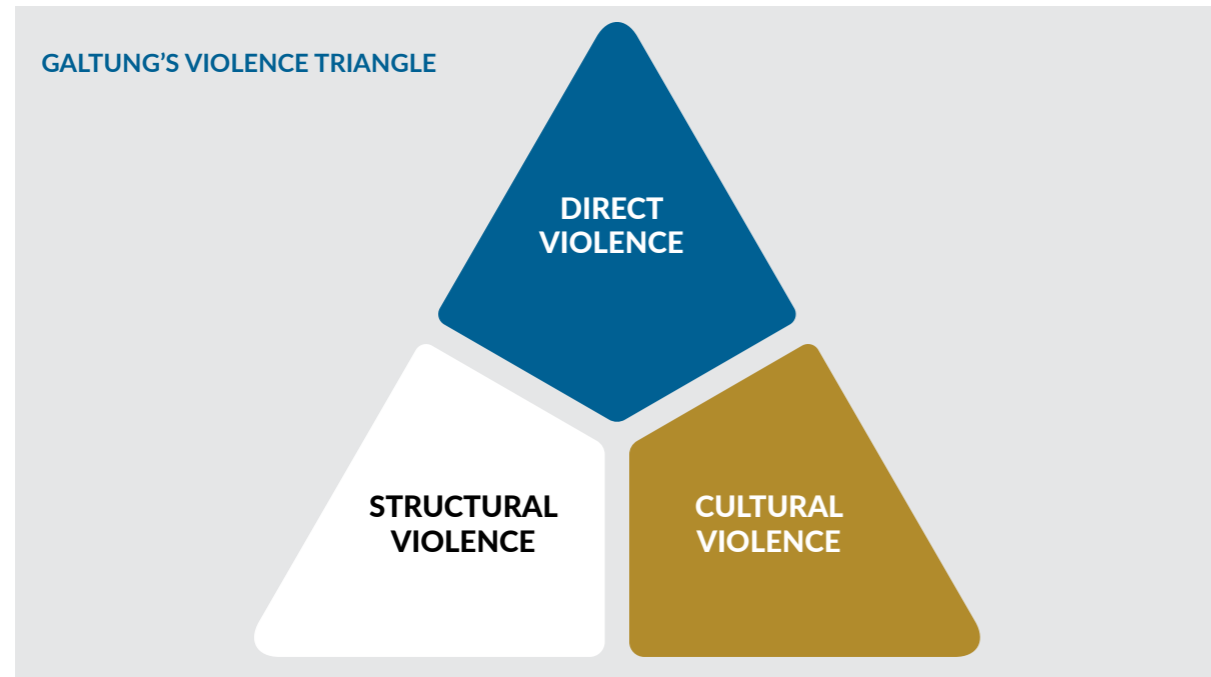 GALTUNG’S VIOLENCE TRIANGLE
DIRECT
VIOLENCE
STRUCTURAL
VIOLENCE
CULTURAL
VIOLENCE